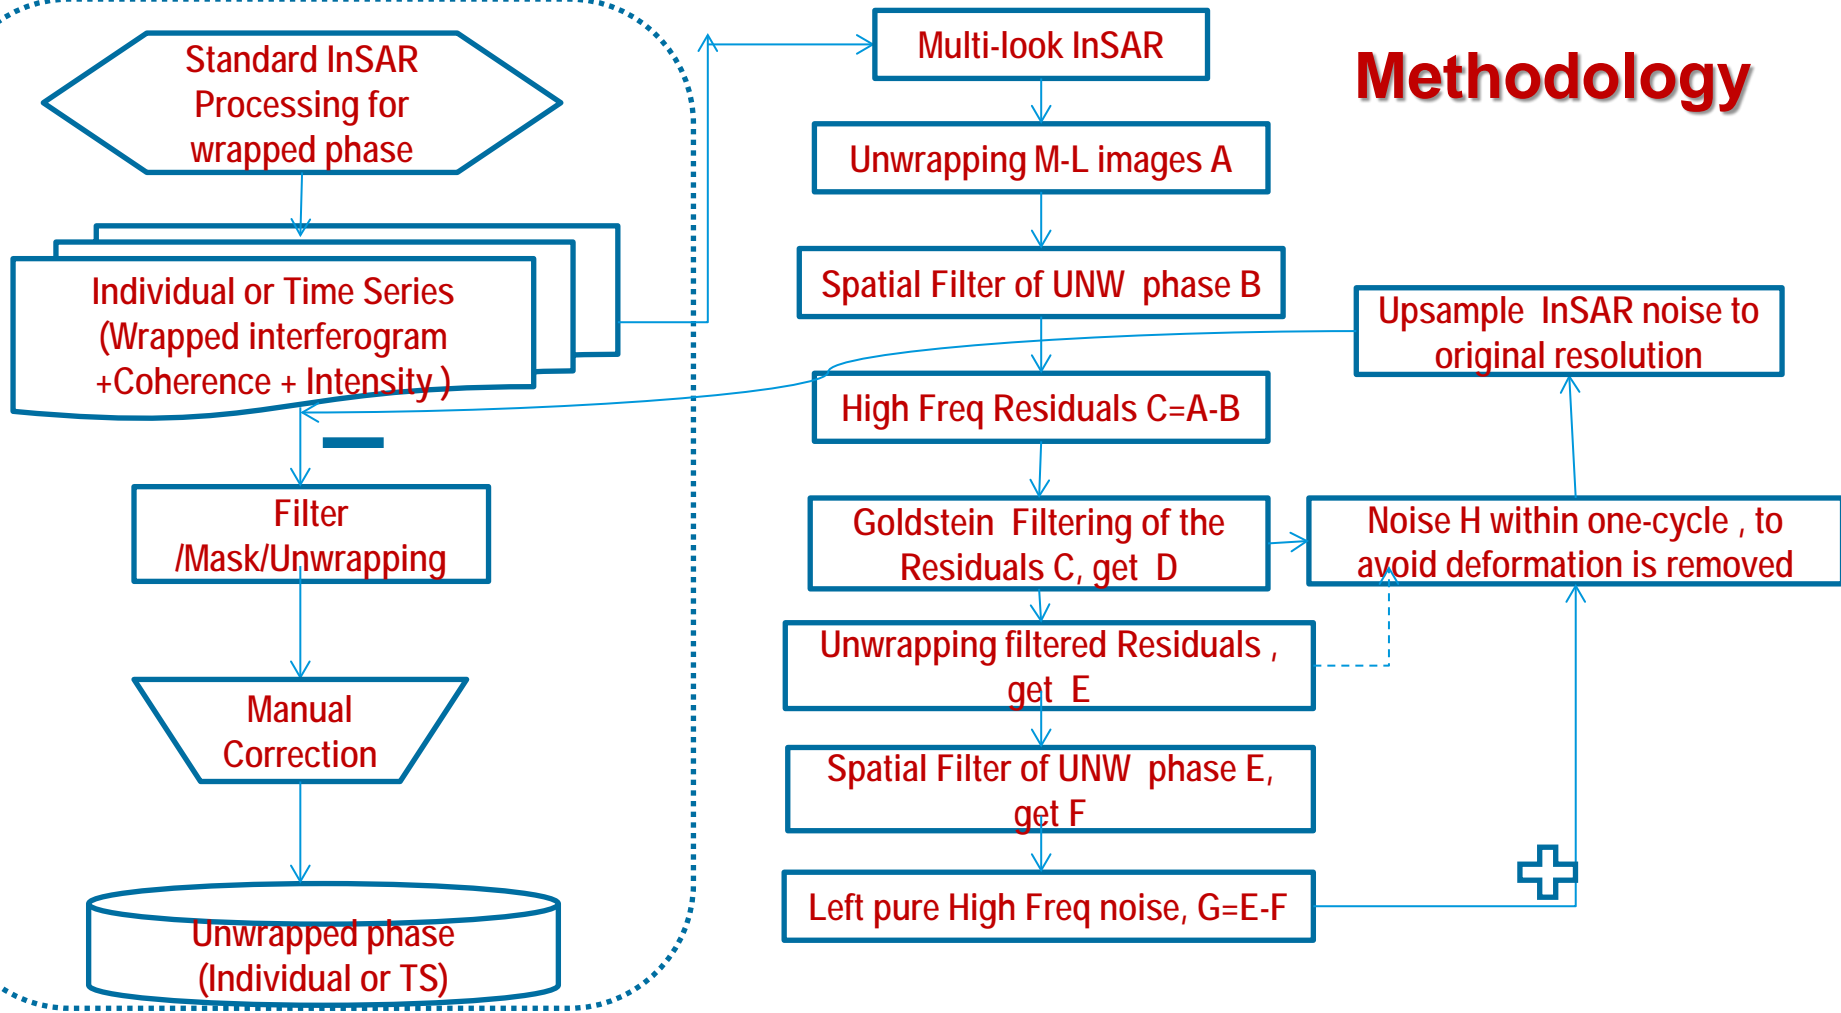 Methodology
Standard InSAR
Processing for
wrapped phase
Individual or Time Series
(Wrapped interferogram
+Coherence + Intensity )
Filter
/Mask/Unwrapping
Manual
Correction
Unwrapped phase
(Individual or TS)
Multi-look InSAR
Unwrapping M-L images A
Spatial Filter of UNW phase B
High Freq Residuals C=A-B
Goldstein Filtering of the
Residuals C, get D
Unwrapping filtered Residuals ,
get E
Spatial Filter of UNW phase E,
get F
Left pure High Freq noise, G=E-F
Noise H within one-cycle , to
avoid deformation is removed
Upsample InSAR noise to
original resolution